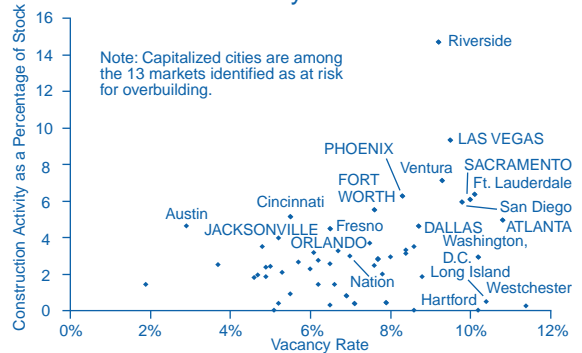 Construction Activity as a Percentage of Stock
16
14
12
10
8
6
4
2
0
Note: Capitalized cities are among
the 13 markets identified as at risk
for overbuilding.
Riverside
LAS VEGAS
PHOENIX
SACRAMENTO
Ventura
Ft. Lauderdale
FORT
WORTH
Cincinnati
San Diego
Austin
JACKSONVILLE
Fresno
DALLAS
ATLANTA
ORLANDO
Washington,
D.C.
Nation
Long Island
Westchester
Hartford
0%
2%
4%
6%
8%
10%
12%
Vacancy Rate